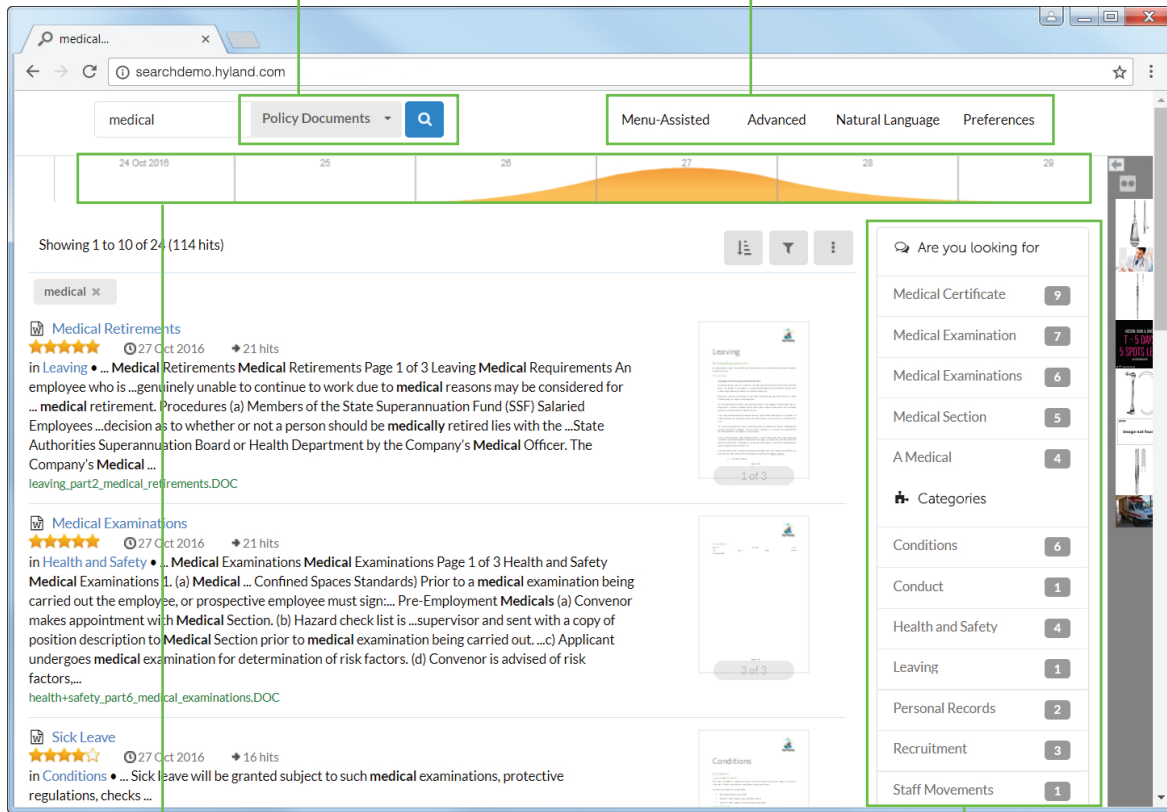 medical...
searchdemo.hyland.com
medical
Policy Documents
Menu-Assisted Advanced Natural Language Preferences
24 Oct 2016 25 26 27 28 29
Showing 1 to 10 of 24 (114 hits)
medical
Medical Retirements
27 Oct 2016 21 hits
in Leaving • ... Medical Retirements Medical Retirements Page 1 of 3 Leaving Medical Requirements An
employee who is ...genuinely unable to continue to work due to medical reasons may be considered for
... medical retirement. Procedures (a) Members of the State Superannuation Fund (SSF) Salaried
Employees ...decision as to whether or not a person should be medically retired lies with the ...State
Authorities Superannuation Board or Health Department by the Company's Medical Officer. The
Company's Medical ...
leaving_part2_medical_retirements.DOC
Leaving
1 of 3
Medical Examinations
27 Oct 2016 21 hits
in Health and Safety • ... Medical Examinations Medical Examinations Page 1 of 3 Health and Safety
Medical Examinations 1. (a) Medical ... Confined Spaces Standards) Prior to a medical examination being
carried out the employee, or prospective employee must sign:... Pre-Employment Medicals (a) Convenor
makes appointment with Medical Section. (b) Hazard check list is ...supervisor and sent with a copy of
position description to Medical Section prior to medical examination being carried out. ...c) Applicant
undergoes medical examination for determination of risk factors. (d) Convenor is advised of risk
factors,...
health+safety_part6_medical_examinations.DOC
3 of 3
Sick Leave
27 Oct 2016 16 hits
in Conditions • ... Sick leave will be granted subject to such medical examinations, protective
regulations, checks ...
Conditions
Are you looking for
Medical Certificate 9
Medical Examination 7
Medical Examinations 6
Medical Section 5
A Medical 4
Categories
Conditions 6
Conduct 1
Health and Safety 4
Leaving 1
Personal Records 2
Recruitment 3
Staff Movements 1
T - 5 DAY
5 SPOTS LE